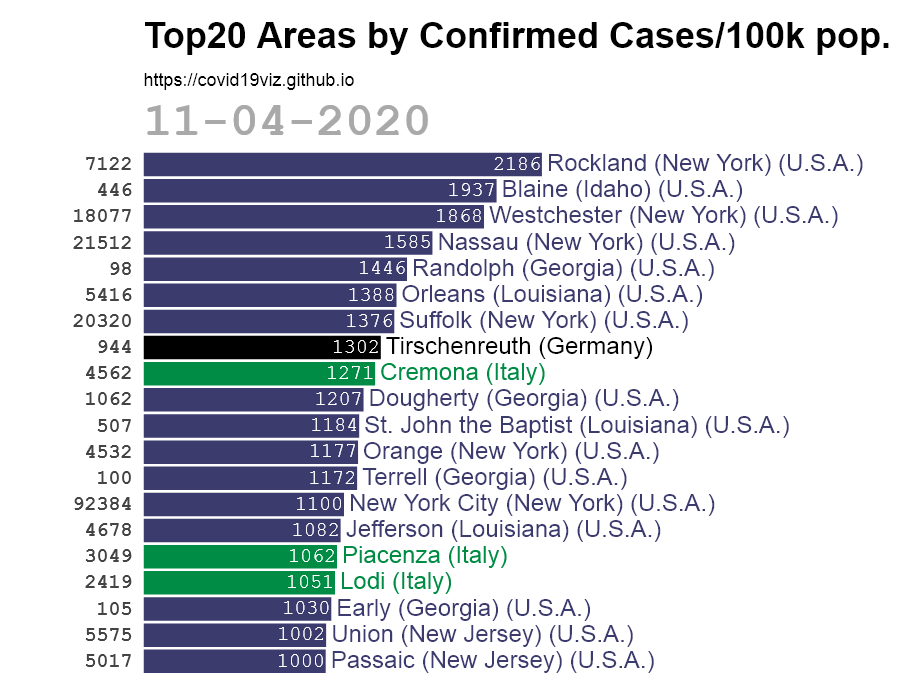 Top20 Areas by Confirmed Cases/100k pop.
https://covid19viz.github.io
11-04-2020
7122 2186 Rockland (New York) (U.S.A.)
446 1937 Blaine (Idaho) (U.S.A.)
18077 1868 Westchester (New York) (U.S.A.)
21512 1585 Nassau (New York) (U.S.A.)
98 1446 Randolph (Georgia) (U.S.A.)
5416 1388 Orleans (Louisiana) (U.S.A.)
20320 1376 Suffolk (New York) (U.S.A.)
944 1302 Tirschenreuth (Germany)
4562 1271 Cremona (Italy)
1062 1207 Dougherty (Georgia) (U.S.A.)
507 1184 St. John the Baptist (Louisiana) (U.S.A.)
4532 1177 Orange (New York) (U.S.A.)
100 1172 Terrell (Georgia) (U.S.A.)
92384 1100 New York City (New York) (U.S.A.)
4678 1082 Jefferson (Louisiana) (U.S.A.)
3049 1062 Piacenza (Italy)
2419 1051 Lodi (Italy)
105 1030 Early (Georgia) (U.S.A.)
5575 1002 Union (New Jersey) (U.S.A.)
5017 1000 Passaic (New Jersey) (U.S.A.)